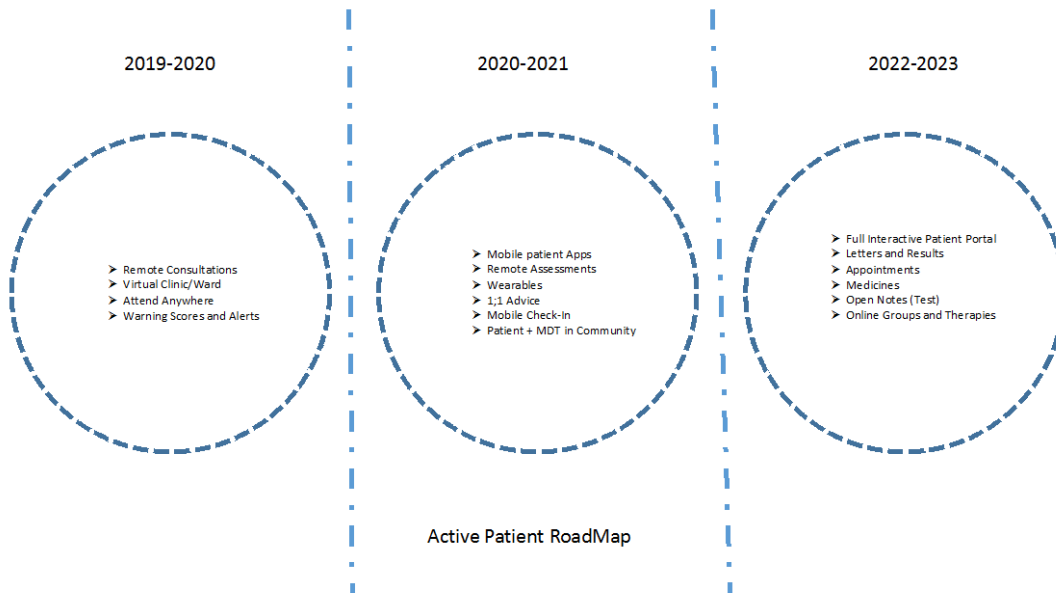 2019-2020
2020-2021
2022-2023
Remote Consultations
Virtual Clinic/Ward
Attend Anywhere
Warning Scores and Alerts
Mobile patient Apps
Remote Assessments
Wearables
1;1 Advice
Mobile Check-In
Patient + MDT in Community
Full Interactive Patient Portal
Letters and Results
Appointments
Medicines
Open Notes (Test)
Online Groups and Therapies
Active Patient RoadMap